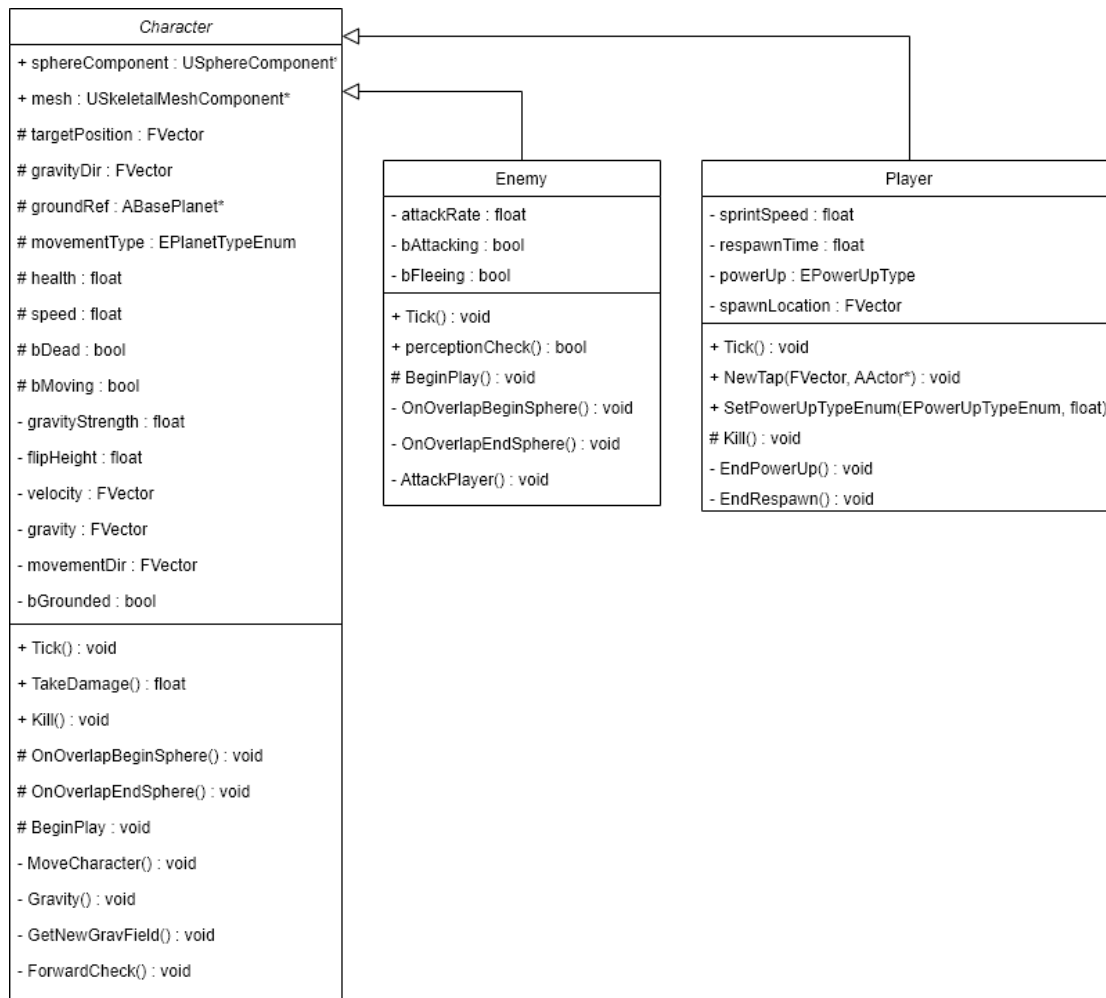 Character
+ sphereComponent : USphereComponent*
+ mesh : USkeletalMeshComponent*
# targetPosition : FVector
# gravityDir : FVector
# groundRef : ABasePlanet*
# movementType : EPlanetTypeEnum
# health : float
# speed : float
# bDead : bool
# bMoving : bool
- gravityStrength : float
- flipHeight : float
- velocity : FVector
- gravity : FVector
- movementDir : FVector
- bGrounded : bool
+ Tick() : void
+ TakeDamage() : float
+ Kill() : void
# OnOverlapBeginSphere() : void
# OnOverlapEndSphere() : void
# BeginPlay : void
- MoveCharacter() : void
- Gravity() : void
- GetNewGravField() : void
- ForwardCheck() : void
Enemy
- attackRate : float
- bAttacking : bool
- bFleeing : bool
+ Tick() : void
+ perceptionCheck() : bool
# BeginPlay() : void
- OnOverlapBeginSphere() : void
- OnOverlapEndSphere() : void
- AttackPlayer() : void
Player
- sprintSpeed : float
- respawnTime : float
- powerUp : EPowerUpType
- spawnLocation : FVector
+ Tick() : void
+ NewTap(FVector, AActor*) : void
+ SetPowerUpTypeEnum(EPowerUpTypeEnum, float)
# Kill() : void
- EndPowerUp() : void
- EndRespawn() : void